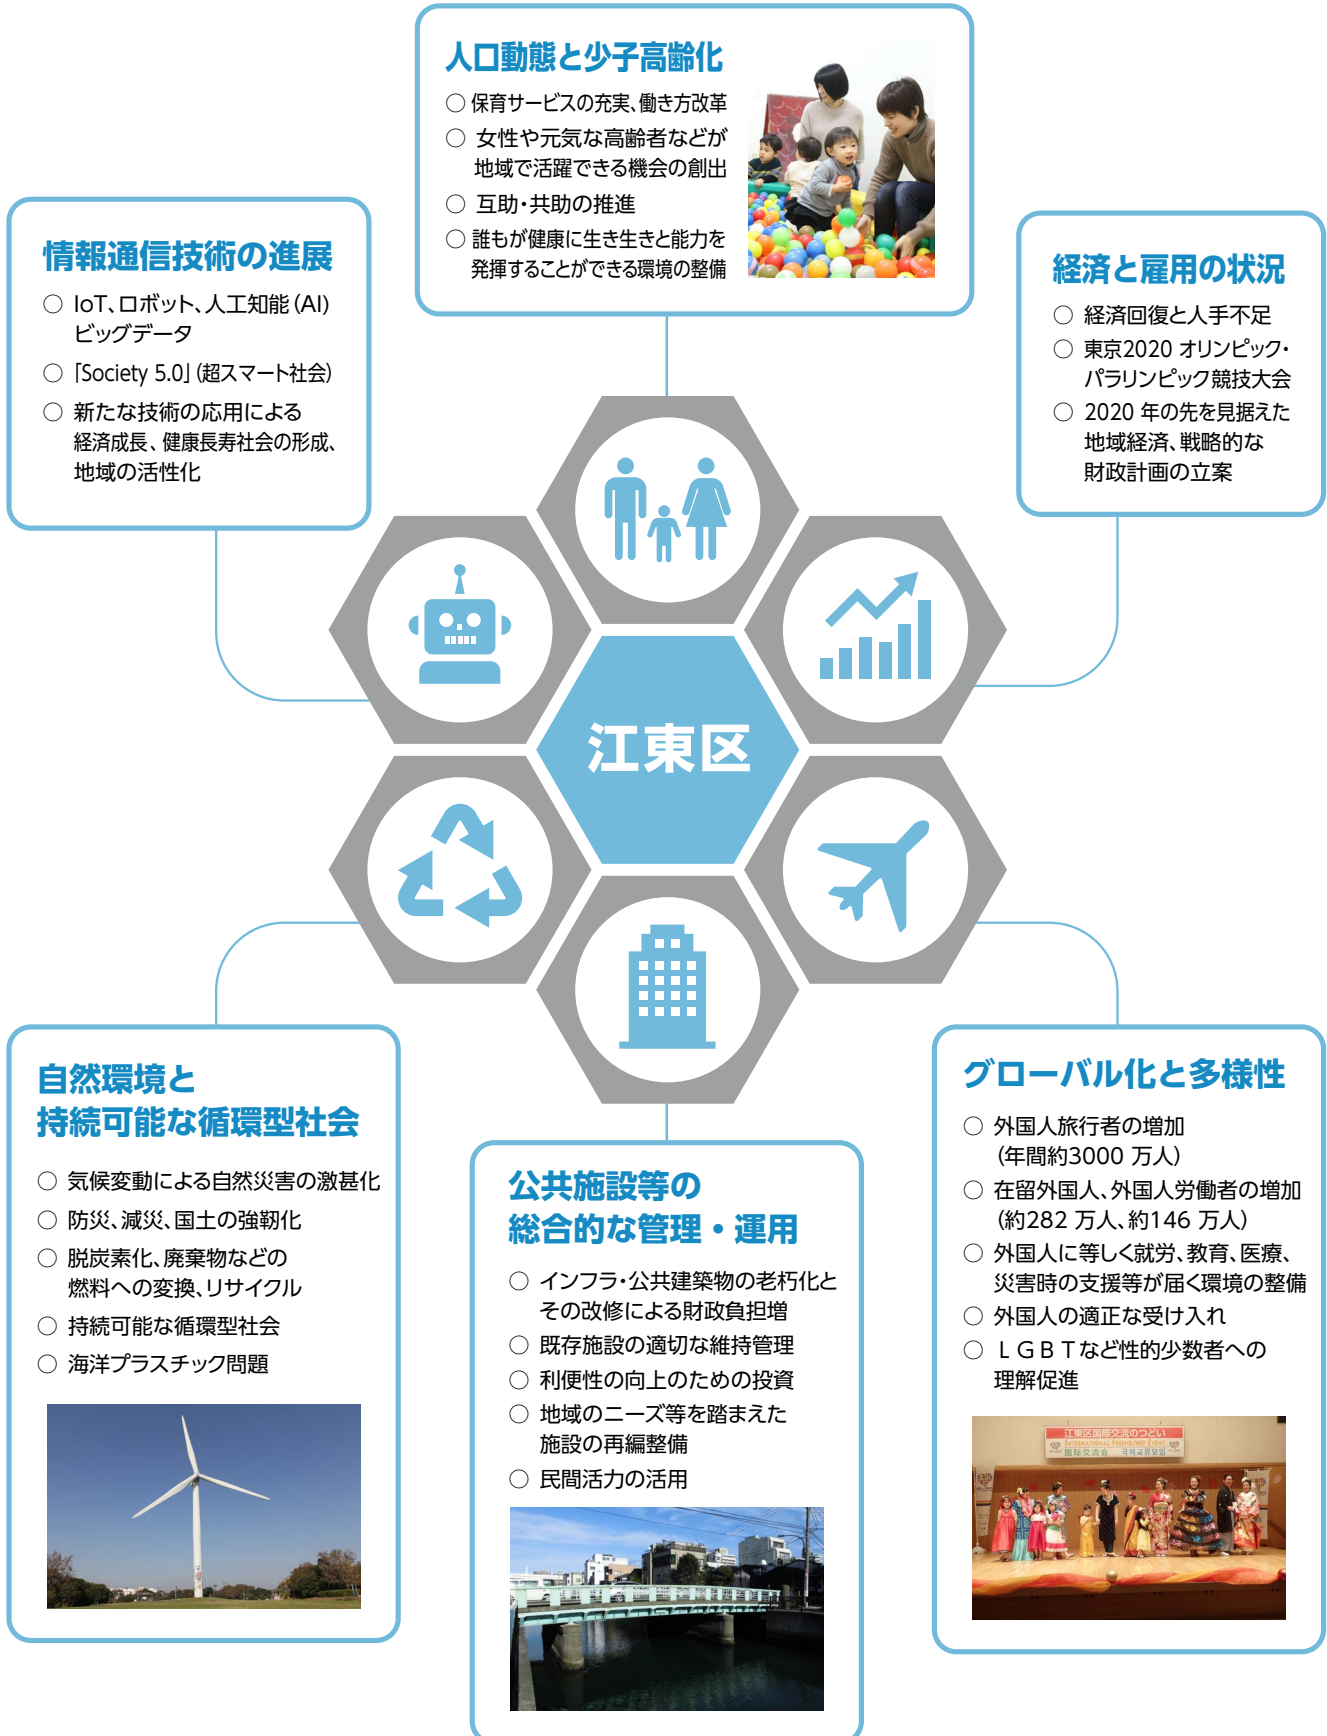 人口動態と少子高齢化
○ 保育サービスの充実、働き方改革
○ 女性や元気な高齢者などが
地域で活躍できる機会の創出
○ 互助・共助の推進
○ 誰もが健康に生き生きと能力を
発揮することができる環境の整備
情報通信技術の進展
○ IoT、ロボット、人工知能(AI)
ビッグデータ
○ 「Society 5.0」(超スマート社会)
○ 新たな技術の応用による
経済成長、健康長寿社会の形成、
地域の活性化
経済と雇用の状況
○ 経済回復と人手不足
○ 東京2020 オリンピック・
パラリンピック競技大会
○ 2020 年の先を見据えた
地域経済、戦略的な
財政計画の立案
江東区
自然環境と
持続可能な循環型社会
○ 気候変動による自然災害の激甚化
○ 防災、減災、国土の強靭化
○ 脱炭素化、廃棄物などの
燃料への変換、リサイクル
○ 持続可能な循環型社会
○ 海洋プラスチック問題
公共施設等の
総合的な管理・運用
○ インフラ・公共建築物の老朽化と
その改修による財政負担増
○ 既存施設の適切な維持管理
○ 利便性の向上のための投資
○ 地域のニーズ等を踏まえた
施設の再編整備
○ 民間活力の活用
グローバル化と多様性
○ 外国人旅行者の増加
(年間約3000 万人)
○ 在留外国人、外国人労働者の増加
(約282 万人、約146 万人)
○ 外国人に等しく就労、教育、医療、
災害時の支援等が届く環境の整備
○ 外国人の適正な受け入れ
○ LGBTなど性的少数者への
理解促進
江東区国際交流のつどい
INTERNATIONAL FRIENDSHIP EVENT
国际交流会 국제교류모임